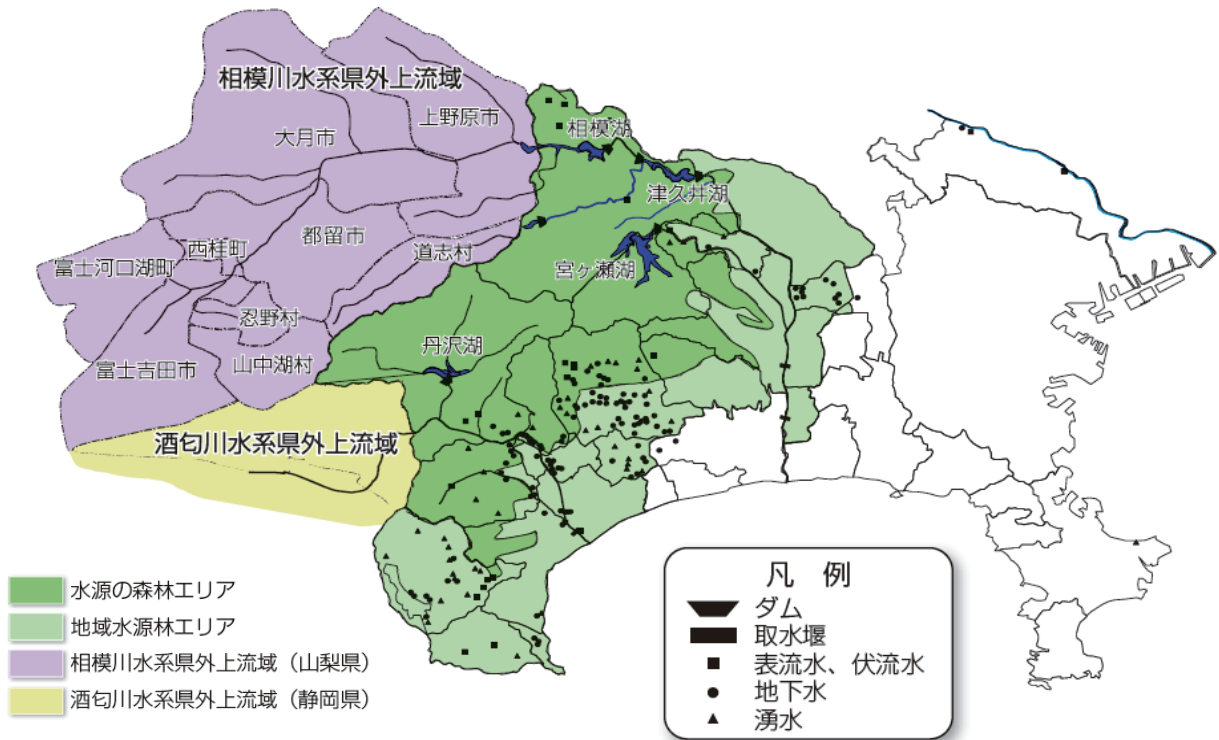 相模川水系県外上流域
上野原市
大月市
相模湖
津久井湖
都留市
西桂町
道志村
富士河口湖町
宮ヶ瀬湖
忍野村
丹沢湖
山中湖村
富士吉田市
酒匂川水系県外上流域
水源の森林エリア
地域水源林エリア
相模川水系県外上流域（山梨県）
酒匂川水系県外上流域（静岡県）
凡 例
ダム
取水堰
表流水、伏流水
地下水
湧水